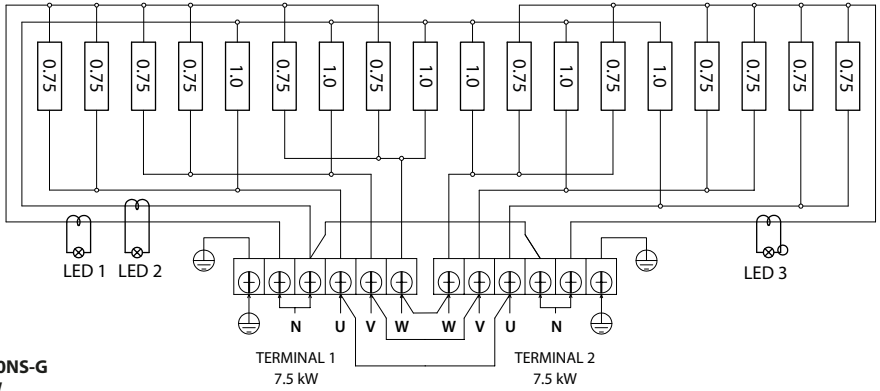 0.75 0.75 0.75 0.75 1.0 0.75 1.0 0.75 1.0 1.0 0.75 1.0 0.75 1.0 0.75 0.75 0.75 0.75
LED 1 LED 2 LED 3
N U V W W V U N
TERMINAL 1 TERMINAL 2
7.5 kW 7.5 kW
0NS-G